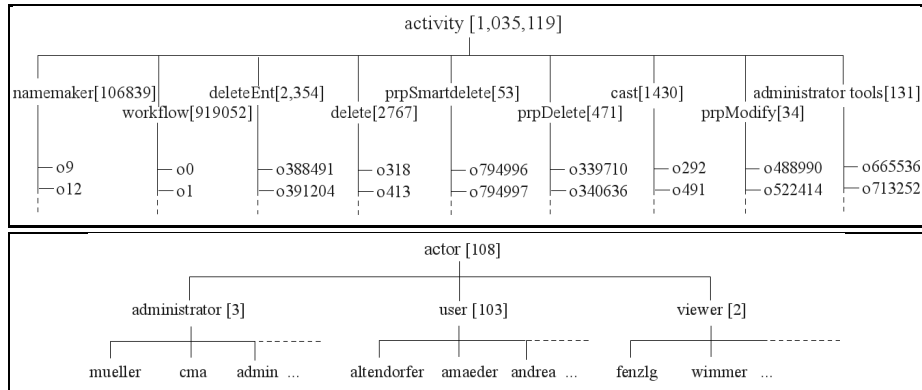 activity [1,035,119]
namemaker[106839] deleteEnt[2,354] prpSmartdelete[53] cast[1430] administrator tools[131]
workflow[919052] delete[2767] prpDelete[471] prpModify[34]
o9 o0 o388491 o318 o794996 o339710 o292 o488990 o665536
o12 o1 o391204 o413 o794997 o340636 o491 o522414 o713252
actor [108]
administrator [3] user [103] viewer [2]
mueller cma admin ... altendorfer amaeder andrea ... fenzlg wimmer ...